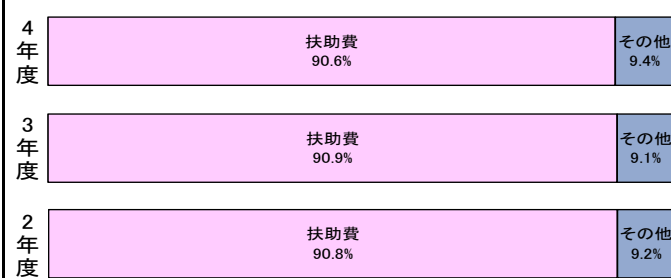 4年度
扶助費
90.6%
その他
9.4%
3年度
扶助費
90.9%
その他
9.1%
2年度
扶助費
90.8%
その他
9.2%